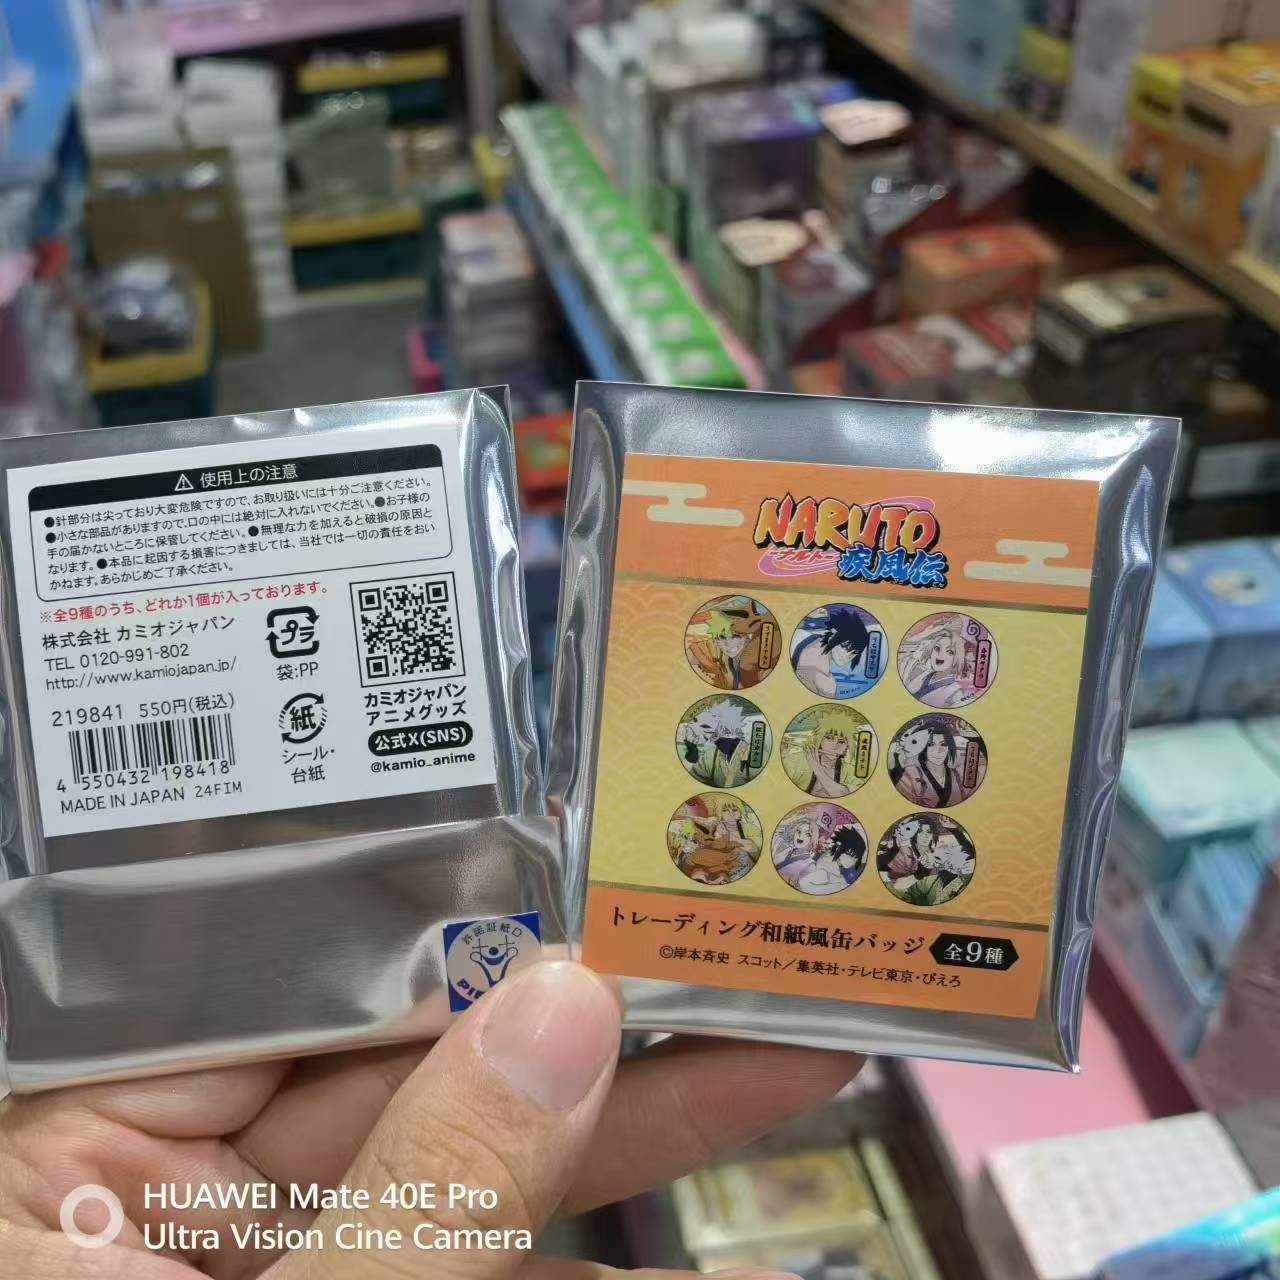 使用上の注意
●針部分は尖っており大変危険ですので、お取り扱いには十分ご注意ください。
●小さな部品がありますので、口の中には絶対に入れないでください。●お子様の
手の届かないところに保管してください。●無理な力を加えると破損の原因と
なります。●本品に起因する損害につきましては、当社では一切の責任をおい
かねます。あらかじめご了承ください。
※全9種のうち、どれか1個が入っております。
株式会社 カミオジャパン
TEL 0120-991-802
http://www.kamiojapan.jp/
プラ
袋:PP
219841 550円(税込)
4 550432 198418
MADE IN JAPAN 24FIM
紙
シール・
台紙
カミオジャパン
アニメグッズ
公式X(SNS)
@kamio_anime
許諾証紙
NARUTO
ーナルトー
疾風伝
トレーディング和紙風缶バッジ 全9種
©岸本斉史 スコット／集英社・テレビ東京・ぴえろ
HUAWEI Mate 40E Pro
Ultra Vision Cine Camera